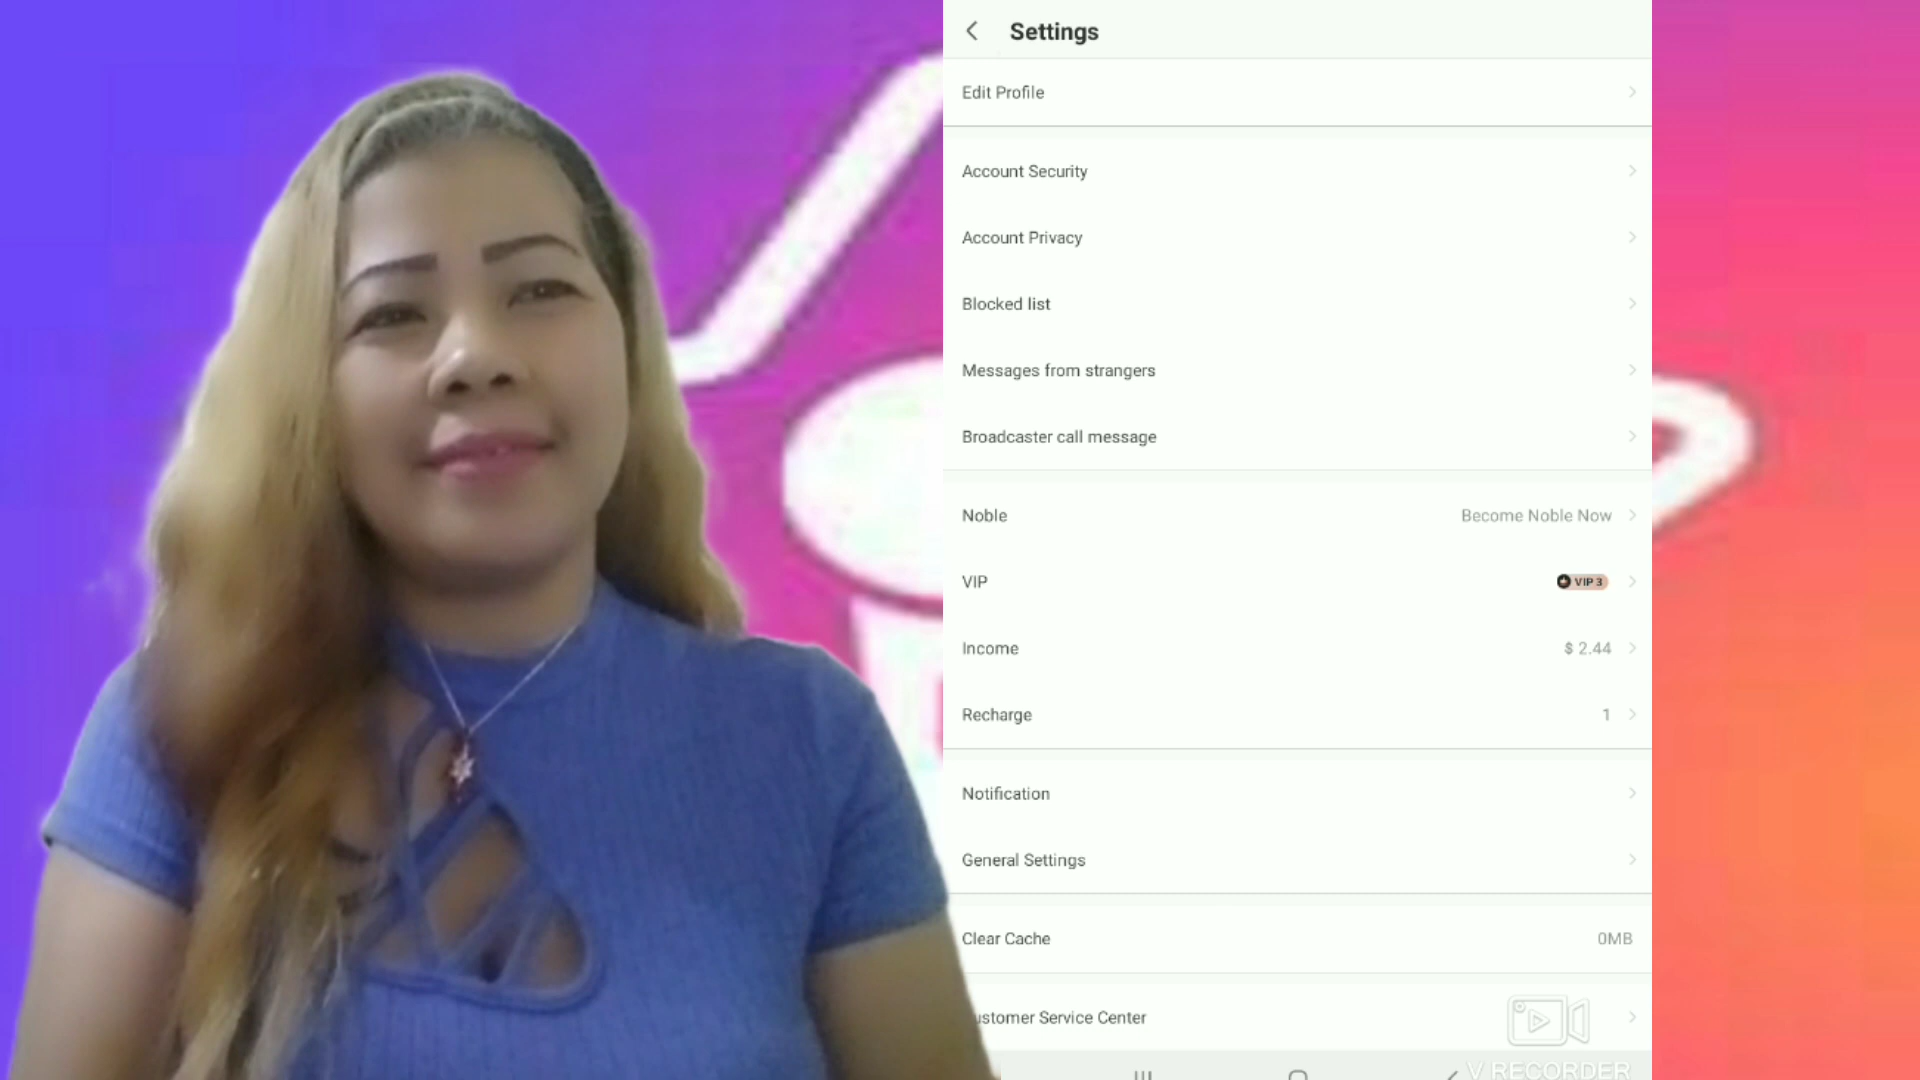 Settings
Edit Profile
Account Security
Account Privacy
Blocked list
Messages from strangers
Broadcaster call message
Noble Become Noble Now
VIP VIP 3
Income $ 2.44
Recharge 1
Notification
General Settings
Clear Cache 0MB
ustomer Service Center
V RECORDER